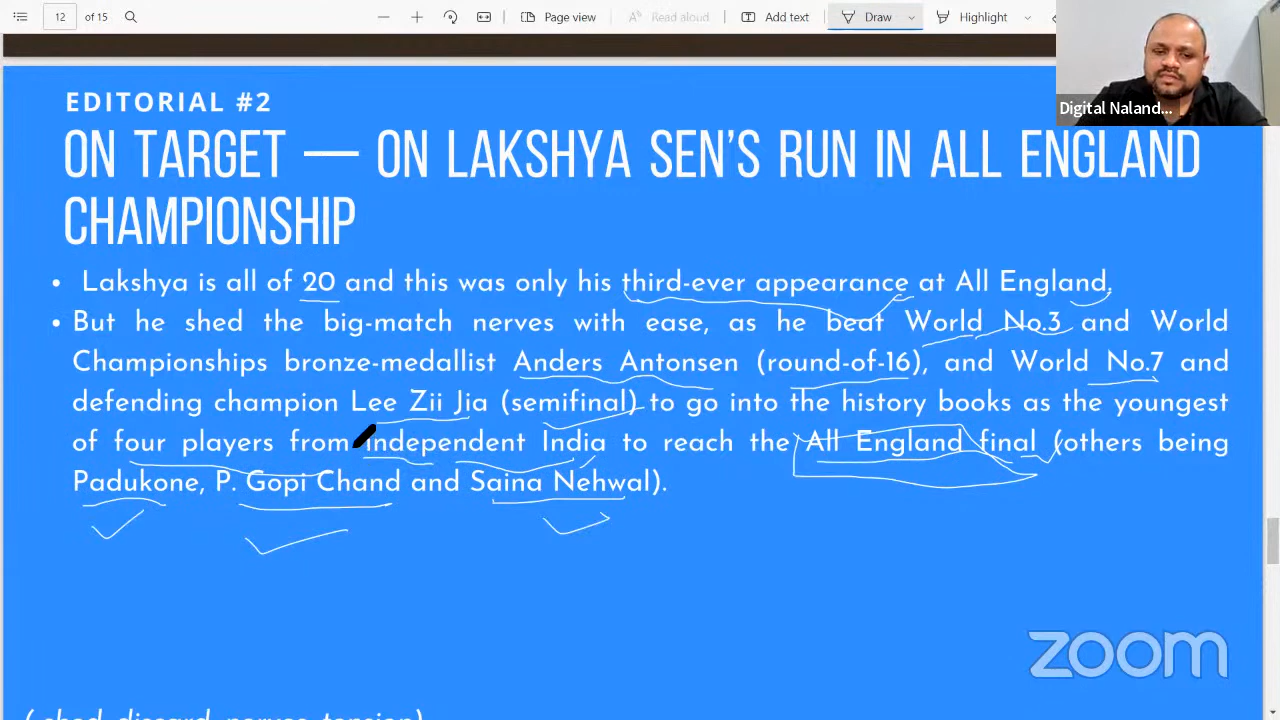 12 of 15 Page view Read aloud Add text Draw Highlight
Digital Naland...
EDITORIAL #2
ON TARGET — ON LAKSHYA SEN'S RUN IN ALL ENGLAND
CHAMPIONSHIP
• Lakshya is all of 20 and this was only his third-ever appearance at All England.
• But he shed the big-match nerves with ease, as he beat World No.3 and World
Championships bronze-medallist Anders Antonsen (round-of-16), and World No.7 and
defending champion Lee Zii Jia (semifinal) to go into the history books as the youngest
of four players from independent India to reach the All England final (others being
Padukone, P. Gopi Chand and Saina Nehwal).
zoom
( shed discard nerves tension)